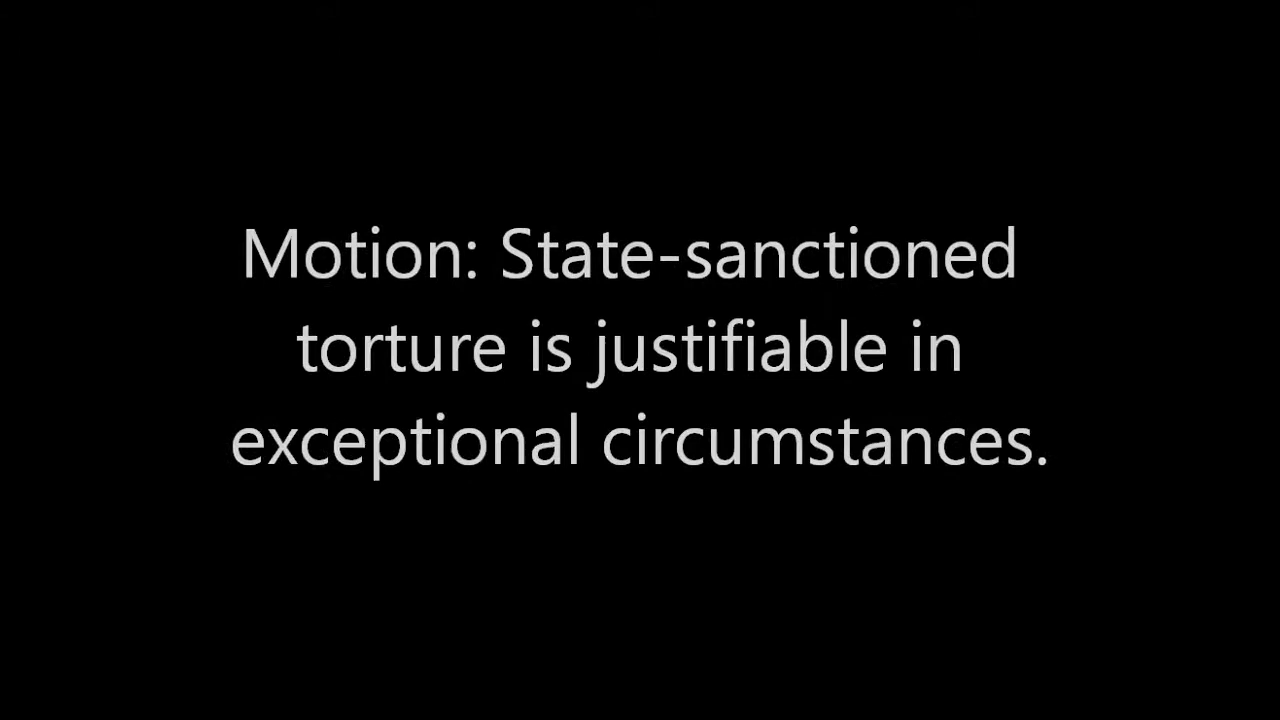 Motion: State-sanctioned
torture is justifiable in
exceptional circumstances.